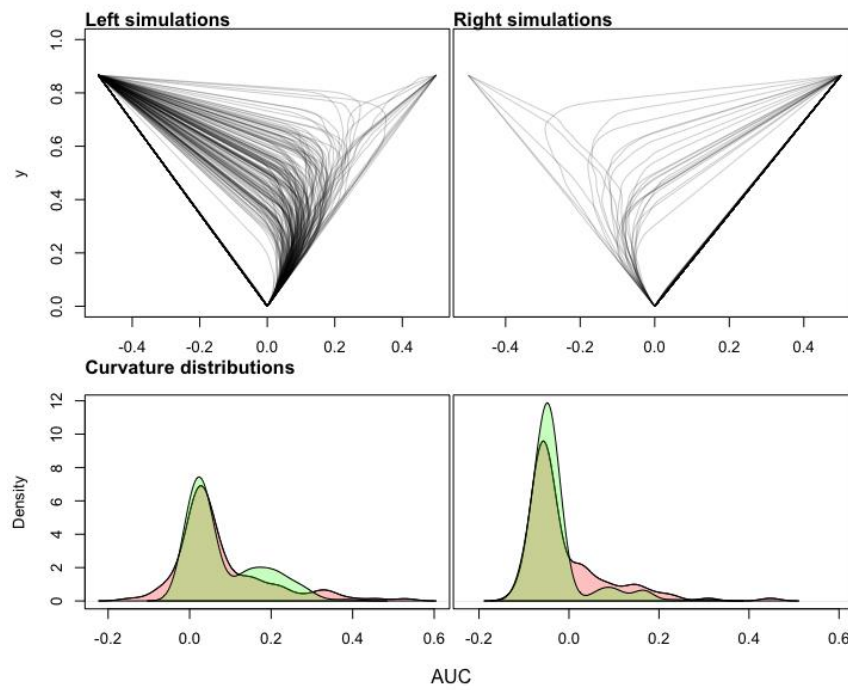 Left simulations
Right simulations
y
1.0
0.8
0.6
0.4
0.2
0.0
-0.4 -0.2 0.0 0.2 0.4
-0.4 -0.2 0.0 0.2 0.4
Curvature distributions
Density
12
10
8
6
4
2
0
-0.2 0.0 0.2 0.4 0.6
-0.2 0.0 0.2 0.4 0.6
AUC